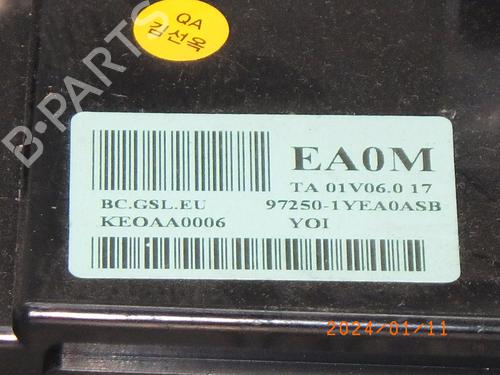 QA
김선옥
B-PARTS
EA0M
TA 01V06.0 17
BC.GSL.EU 97250-1YEA0ASB
KEOAA0006 YOI
2024/01/11